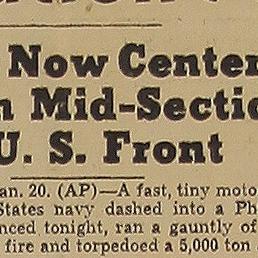 Now Center
Mid-Sectio
U. S. Front
an. 20. (AP)—A fast, tiny moto
States navy dashed into a Ph
nced tonight, ran a gauntly of
fire and torpedoed a 5,000 ton